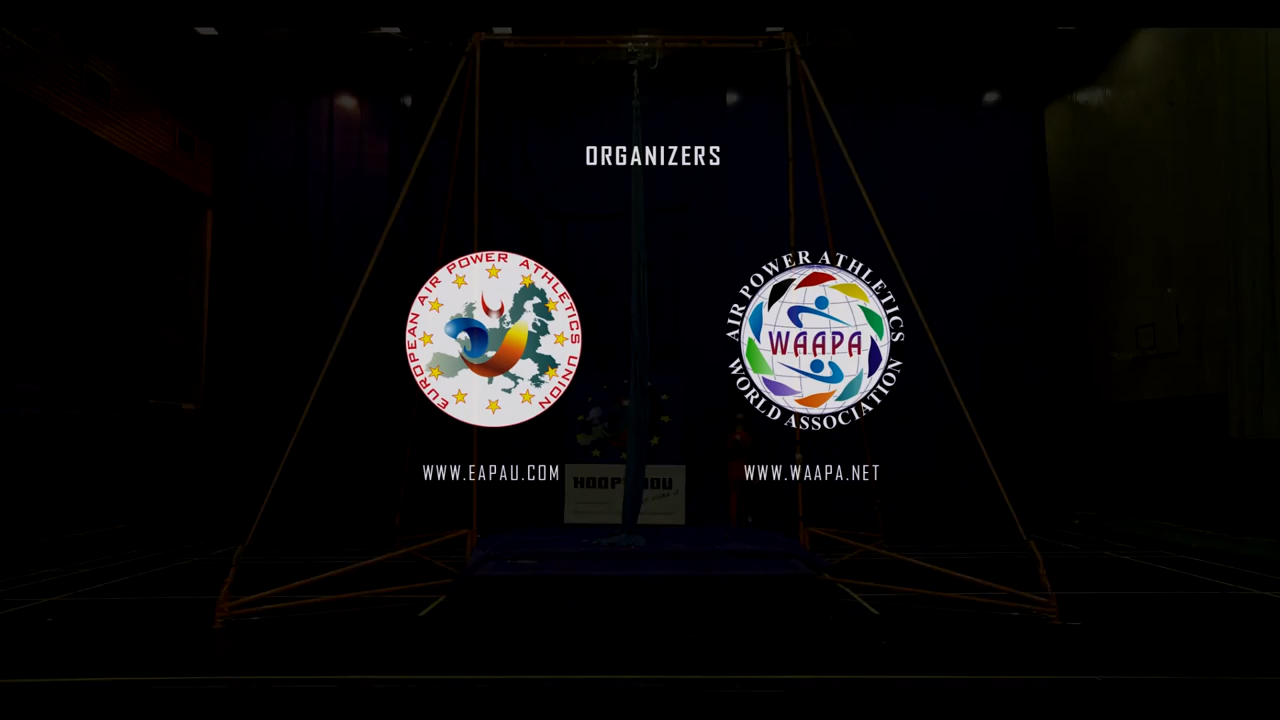 ORGANIZERS
EUROPEAN AIR POWER ATHLETICS UNION
AIR POWER ATHLETICS
WAAPA
WORLD ASSOCIATION
WWW.EAPAU.COM
WWW.WAAPA.NET